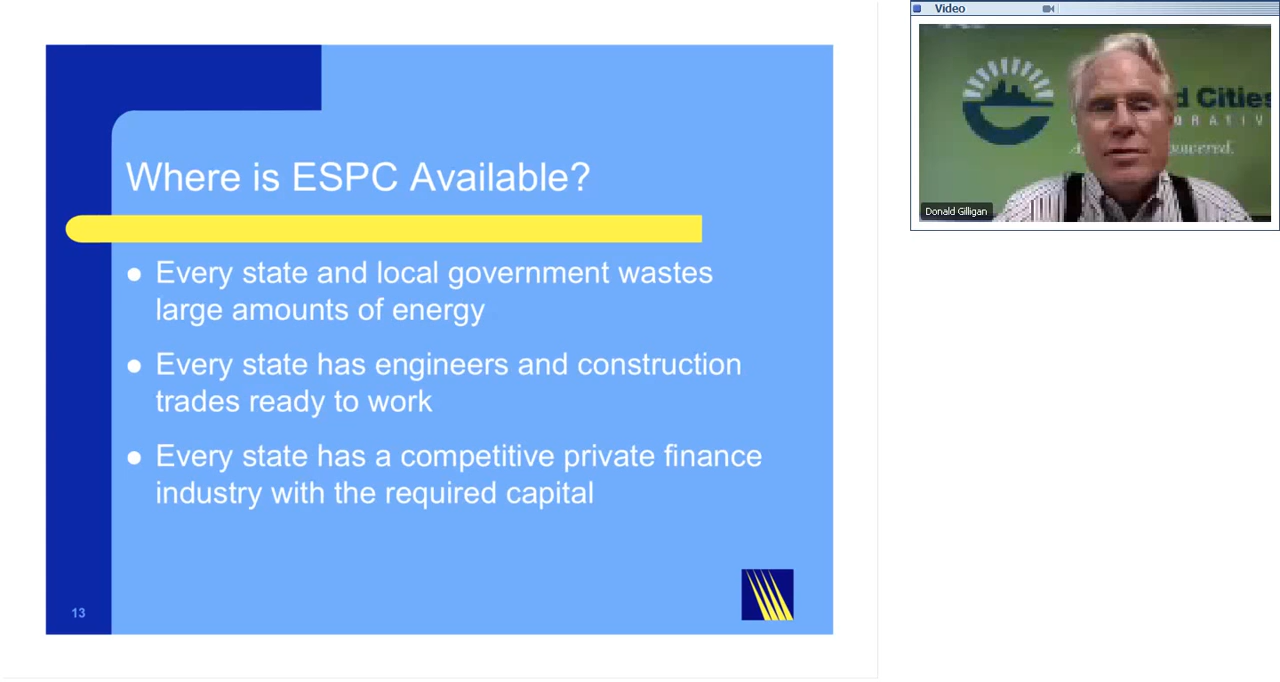 Where is ESPC Available?
Every state and local government wastes
large amounts of energy
Every state has engineers and construction
trades ready to work
Every state has a competitive private finance
industry with the required capital
13
Video
Cities
Donald Gilligan